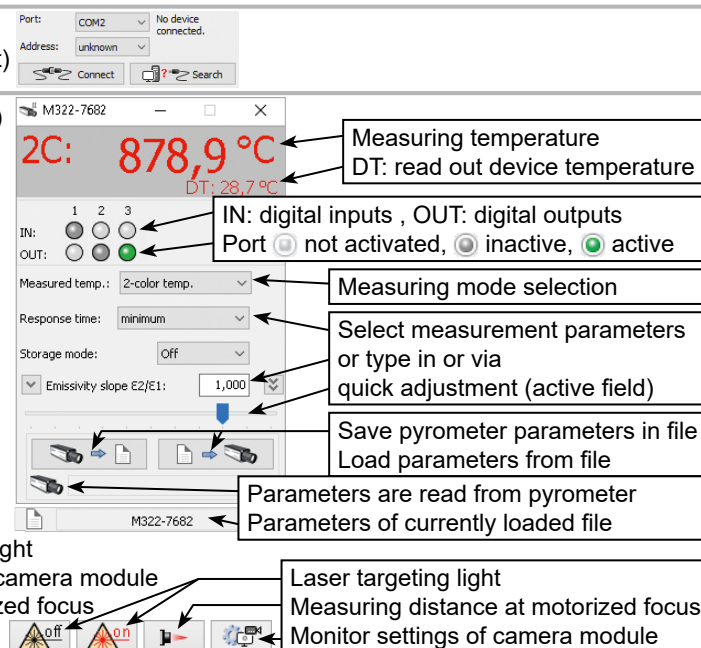 Port: COM2 No device
connected.
Address: unknown
t)
Connect ? Search
)
M322-7682
2C: 878,9 °C
DT: 28,7 °C
Measuring temperature
DT: read out device temperature
1 2 3
IN:
OUT:
IN: digital inputs , OUT: digital outputs
Port not activated, inactive, active
Measured temp.: 2-color temp.
Measuring mode selection
Response time: minimum
Storage mode: Off
Emissivity slope ε2/ε1: 1,000
Select measurement parameters
or type in or via
quick adjustment (active field)
Save pyrometer parameters in file
Load parameters from file
Parameters are read from pyrometer
Parameters of currently loaded file
M322-7682
ght
camera module
zed focus
off on
Laser targeting light
Measuring distance at motorized focus
Monitor settings of camera module